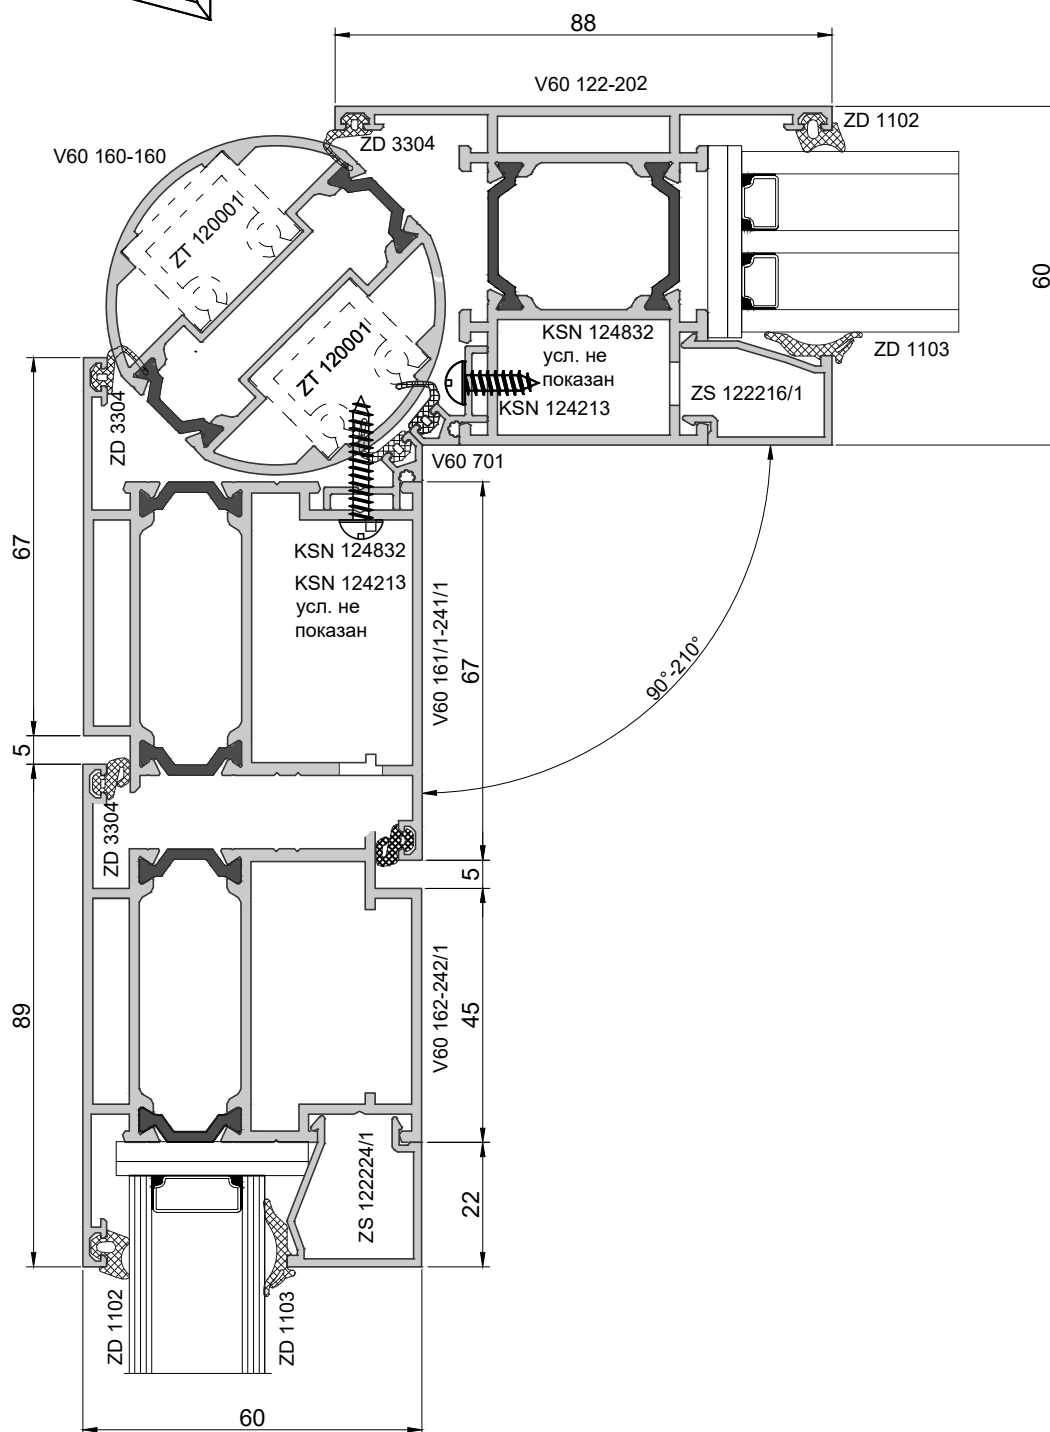 88
V60 122-202
ZD 1102
ZD 3304
V60 160-160
ZT 120001
ZT 120001
60
KSN 124832
усл. не
показан
KSN 124213
ZD 1103
ZS 122216/1
ZD 3304
V60 701
67
KSN 124832
KSN 124213
усл. не
показан
V60 161/1-241/1
67
90°-210°
5
ZD 3304
5
89
V60 162-242/1
45
ZS 122224/1
22
ZD 1102
ZD 1103
60